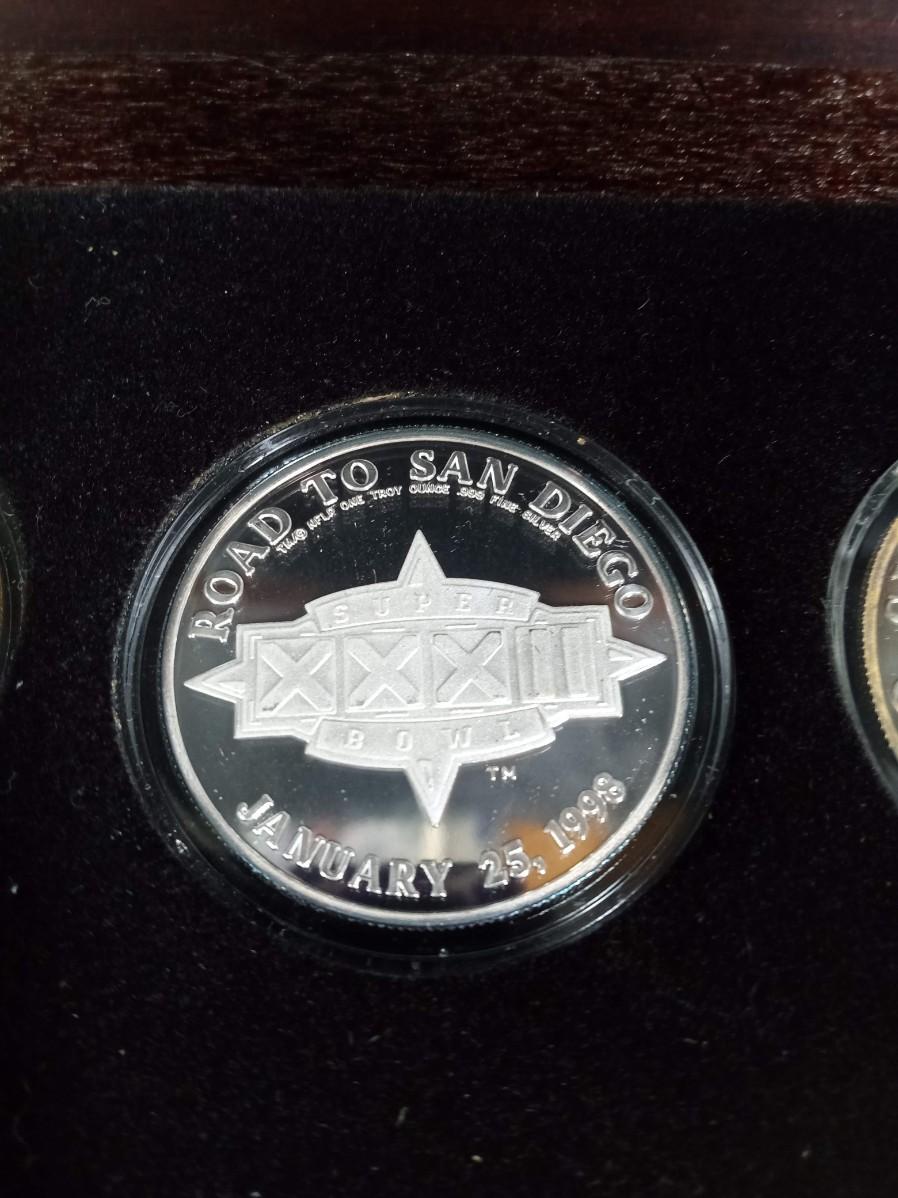 ROAD TO SAN DIEGO
TM/© NFLP ONE TROY OUNCE .999 FINE SILVER
SUPER
XXXII
BOWL
TM
JANUARY 25, 1998